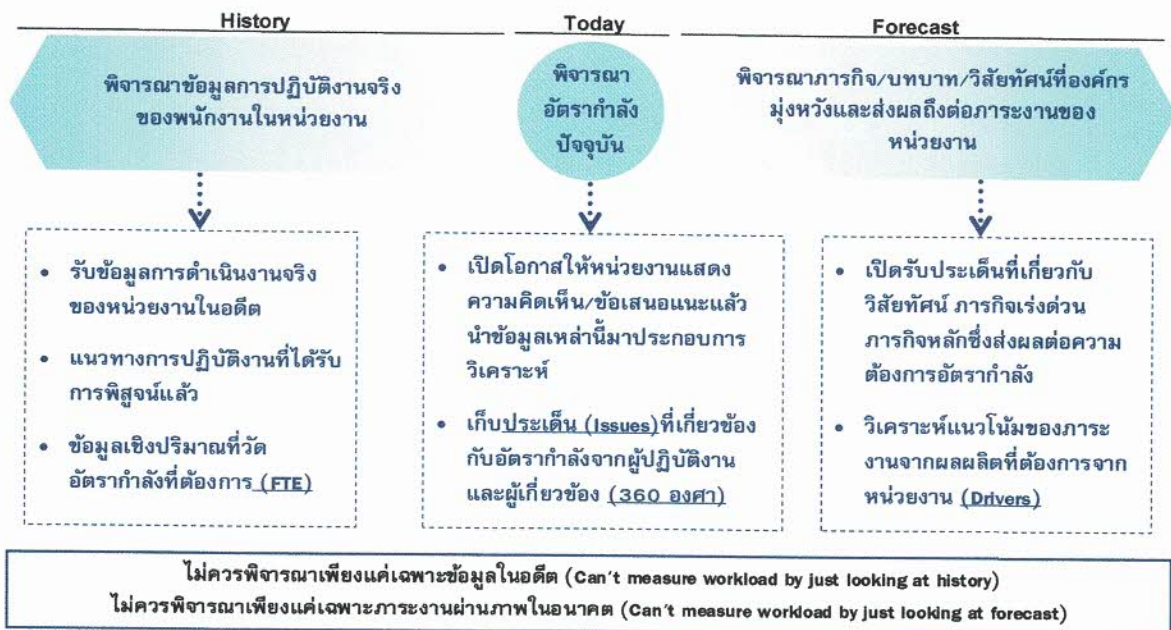 History
Today
Forecast
พิจารณาข้อมูลการปฏิบัติงานจริง
ของพนักงานในหน่วยงาน
พิจารณา
อัตรากำลัง
ปัจจุบัน
พิจารณาภารกิจ/บทบาท/วิสัยทัศน์ที่องค์กร
มุ่งหวังและส่งผลถึงต่อภาระงานของ
หน่วยงาน
• รับข้อมูลการดำเนินงานจริง
ของหน่วยงานในอดีต
• แนวทางการปฏิบัติงานที่ได้รับ
การพิสูจน์แล้ว
• ข้อมูลเชิงปริมาณที่วัด
อัตรากำลังที่ต้องการ (FTE)
• เปิดโอกาสให้หน่วยงานแสดง
ความคิดเห็น/ข้อเสนอแนะแล้ว
นำข้อมูลเหล่านี้มาประกอบการ
วิเคราะห์
• เก็บประเด็น (Issues)ที่เกี่ยวข้อง
กับอัตรากำลังจากผู้ปฏิบัติงาน
และผู้เกี่ยวข้อง (360 องศา)
• เปิดรับประเด็นที่เกี่ยวกับ
วิสัยทัศน์ ภารกิจเร่งด่วน
ภารกิจหลักซึ่งส่งผลต่อความ
ต้องการอัตรากำลัง
• วิเคราะห์แนวโน้มของภาระ
งานจากผลผลิตที่ต้องการจาก
หน่วยงาน (Drivers)
ไม่ควรพิจารณาเพียงแค่เฉพาะข้อมูลในอดีต (Can't measure workload by just looking at history)
ไม่ควรพิจารณาเพียงแค่เฉพาะภาระงานผ่านภาพในอนาคต (Can't measure workload by just looking at forecast)